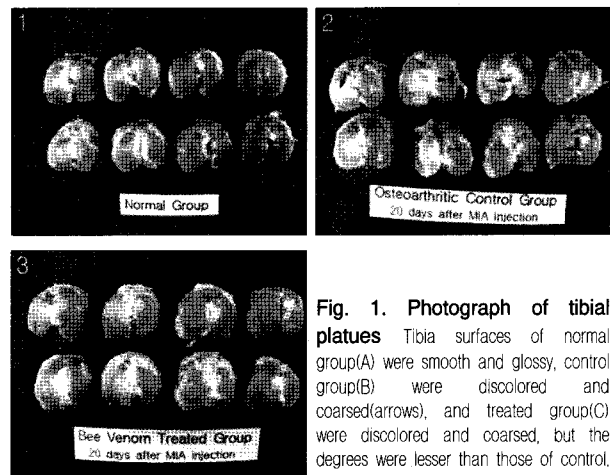 1
Normal Group
2
Osteoarthritic Control Group
20 days after MIA injection
3
Bee Venom Treated Group
20 days after MIA injection
Fig. 1. Photograph of tibial
platues Tibia surfaces of normal
group(A) were smooth and glossy, control
group(B) were discolored and
coarsed(arrows), and treated group(C)
were discolored and coarsed, but the
degrees were lesser than those of control.